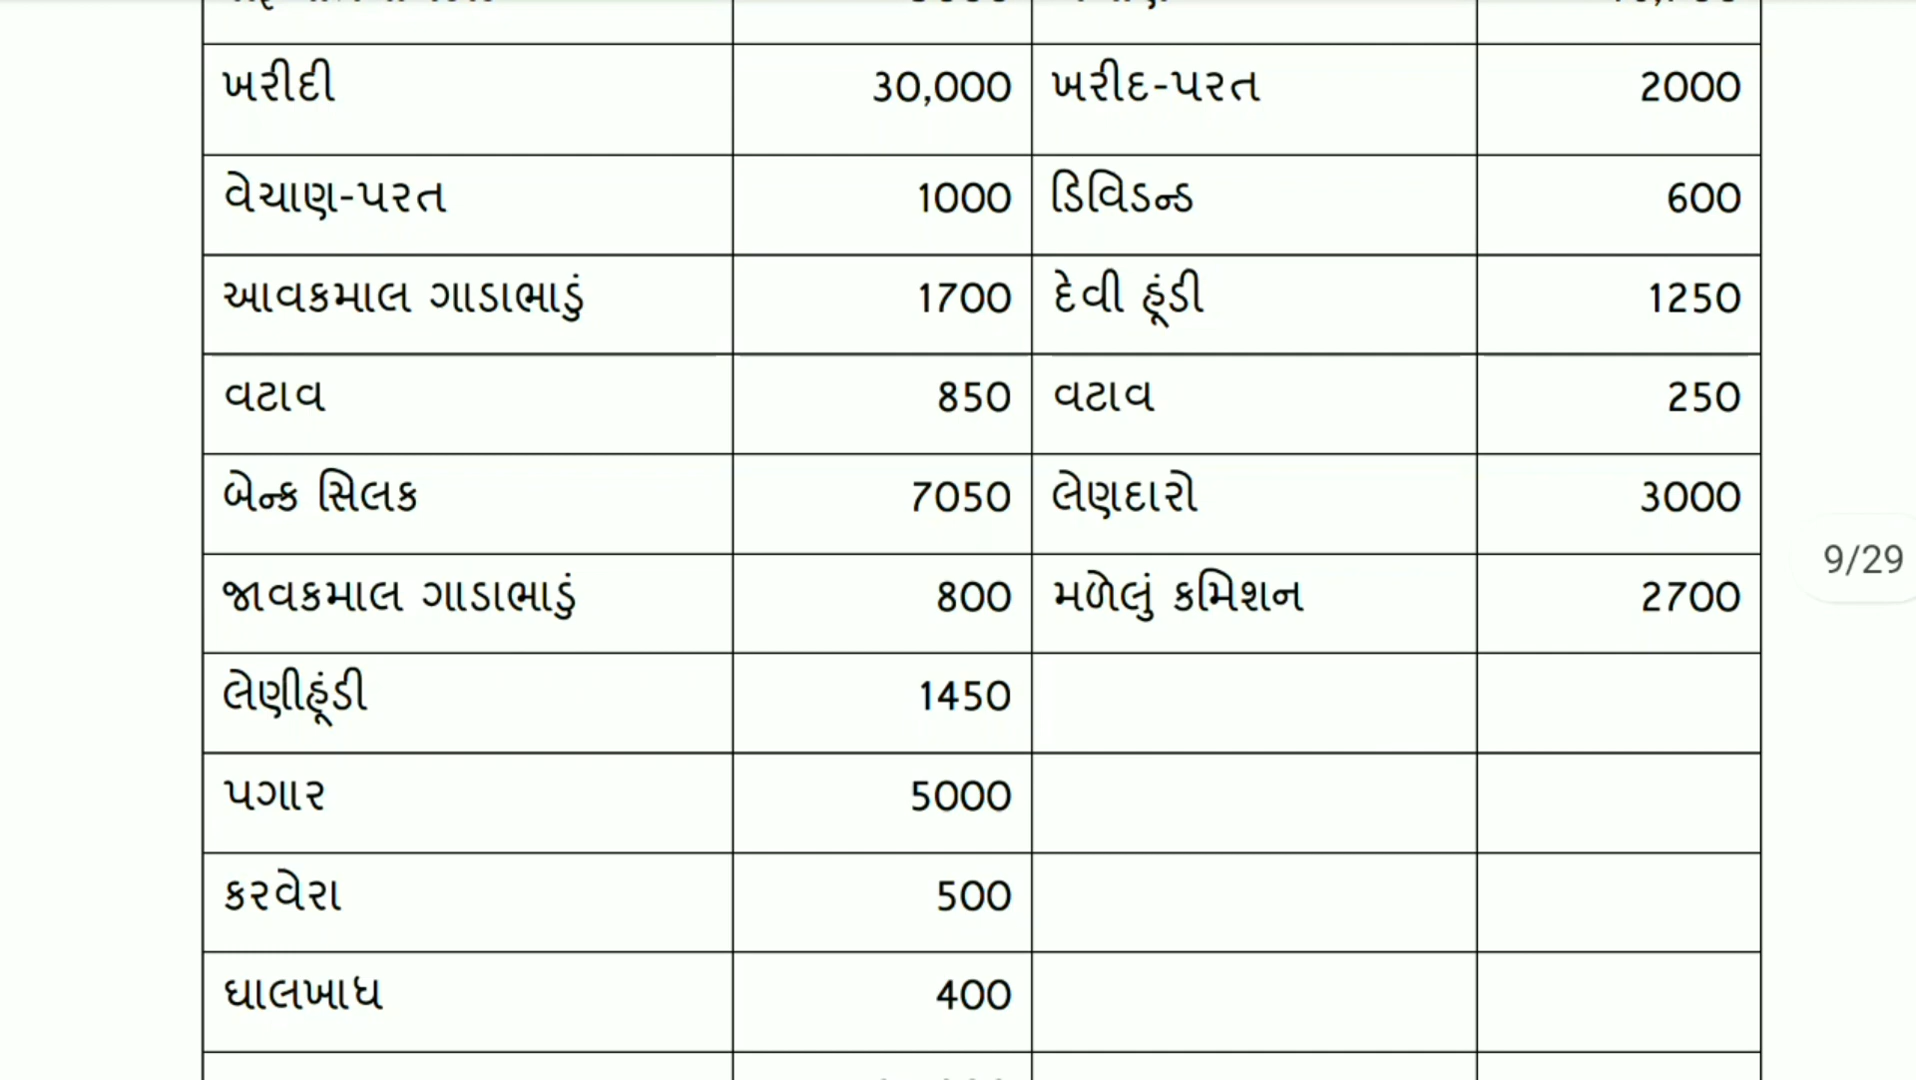 ખરીદી 30,000 ખરીદ-પરત 2000
વેચાણ-પરત 1000 ડિવિડન્ડ 600
આવકમાલ ગાડાભાડું 1700 દેવી હૂંડી 1250
વટાવ 850 વટાવ 250
બેન્ક સિલક 7050 લેણદારો 3000
9/29
જાવકમાલ ગાડાભાડું 800 મળેલું કમિશન 2700
લેણીહૂંડી 1450
પગાર 5000
કરવેરા 500
ઘાલખાધ 400